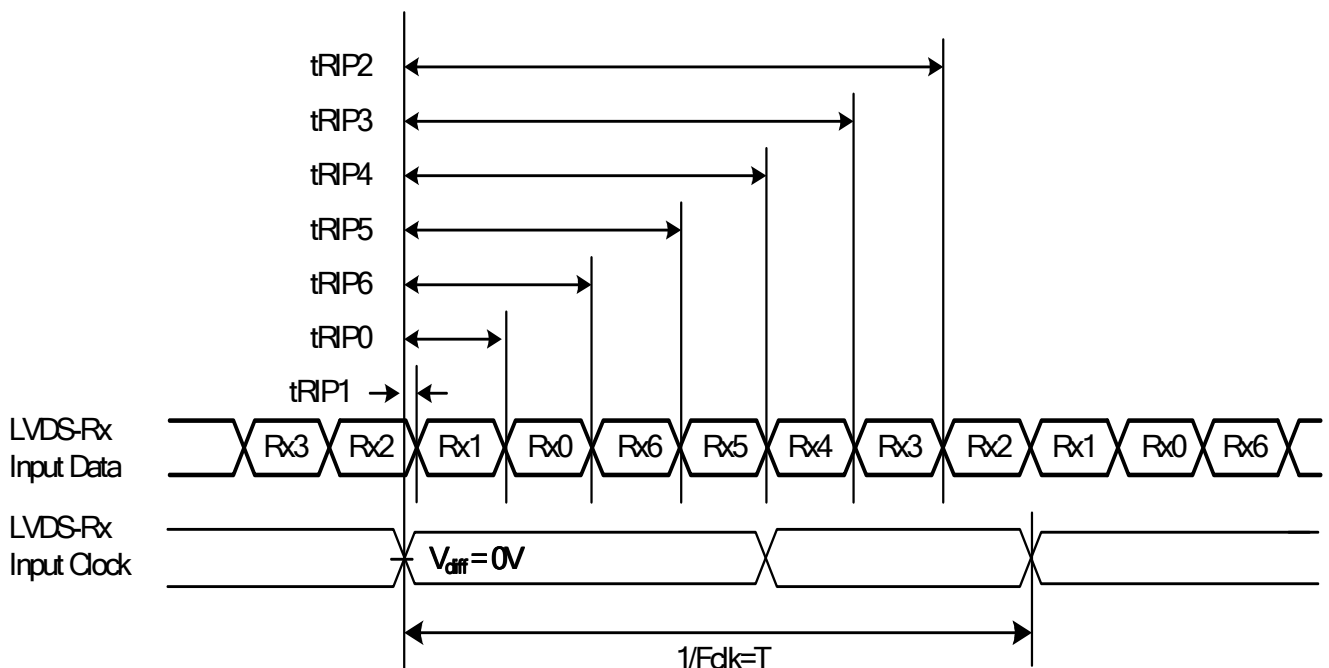 tRIP2
tRIP3
tRIP4
tRIP5
tRIP6
tRIP0
tRIP1
LVDS-Rx
Input Data
Rx3 Rx2 Rx1 Rx0 Rx6 Rx5 Rx4 Rx3 Rx2 Rx1 Rx0 Rx6
LVDS-Rx
Input Clock
Vdiff = 0V
1/Fclk=T